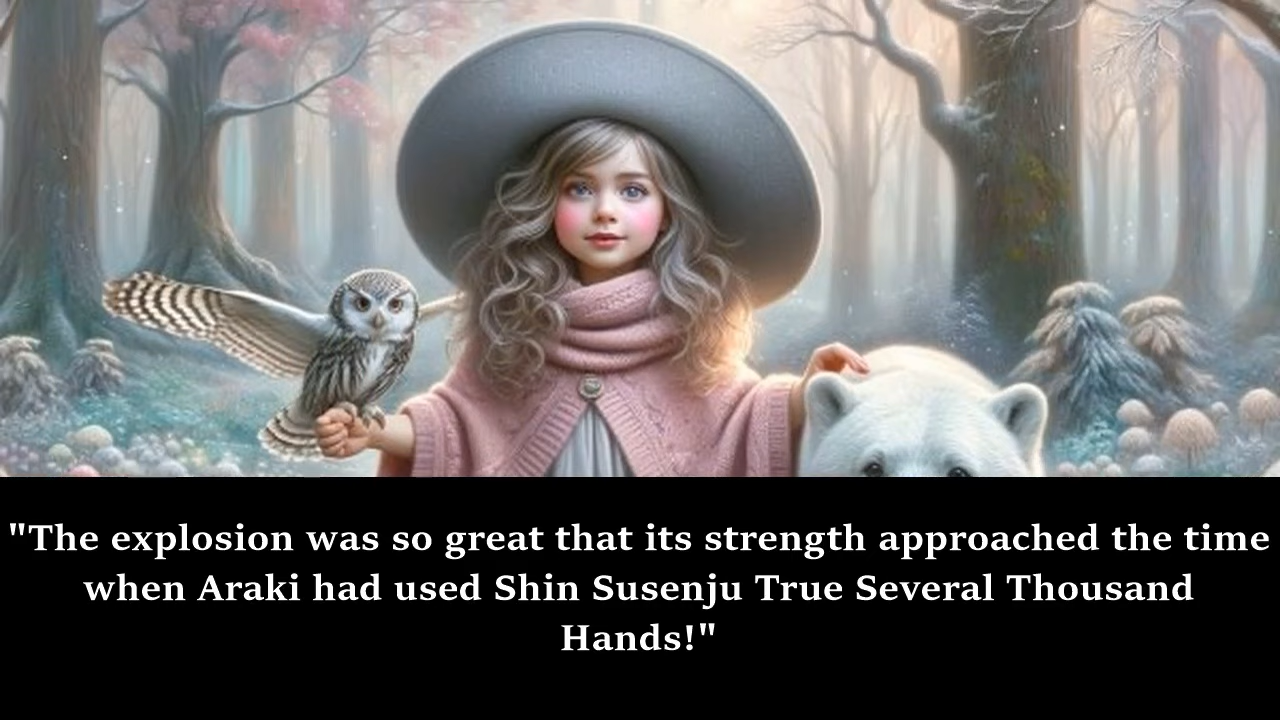 "The explosion was so great that its strength approached the time
when Araki had used Shin Susenju True Several Thousand
Hands!"